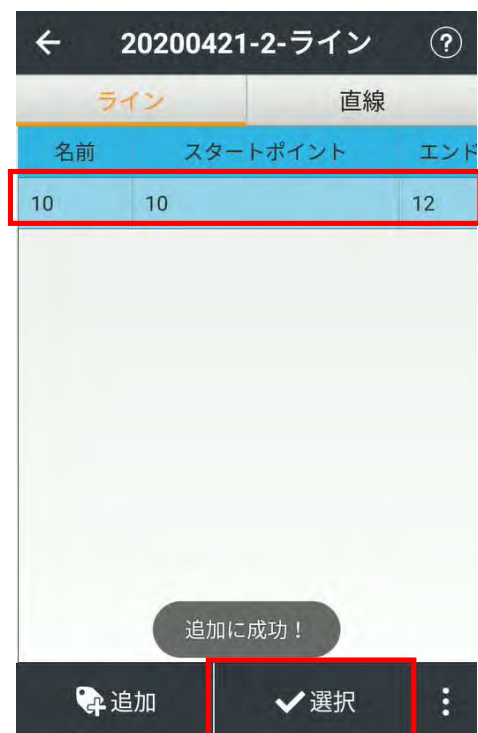 20200421-2-ライン ?
ライン 直線
名前 スタートポイント エンド
10 10 12
追加に成功！
追加 選択